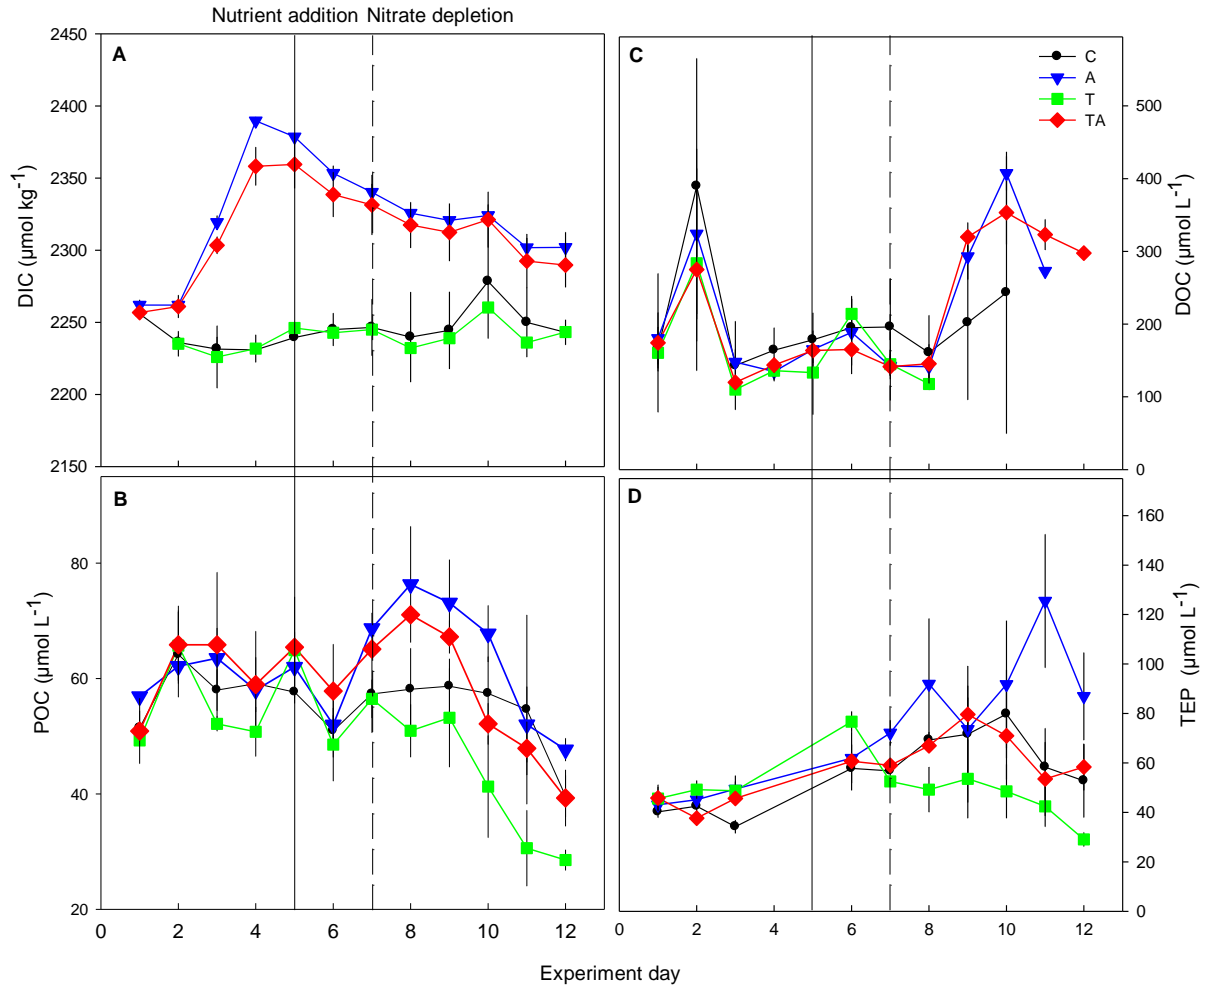 Nutrient addition Nitrate depletion
A
2450
2400
2350
2300
2250
2200
2150
DIC (µmol kg⁻¹)
C
C
A
T
TA
500
400
300
200
100
0
DOC (µmol L⁻¹)
B
80
60
40
20
POC (µmol L⁻¹)
0 2 4 6 8 10 12
D
160
140
120
100
80
60
40
20
0
TEP (µmol L⁻¹)
0 2 4 6 8 10 12
Experiment day